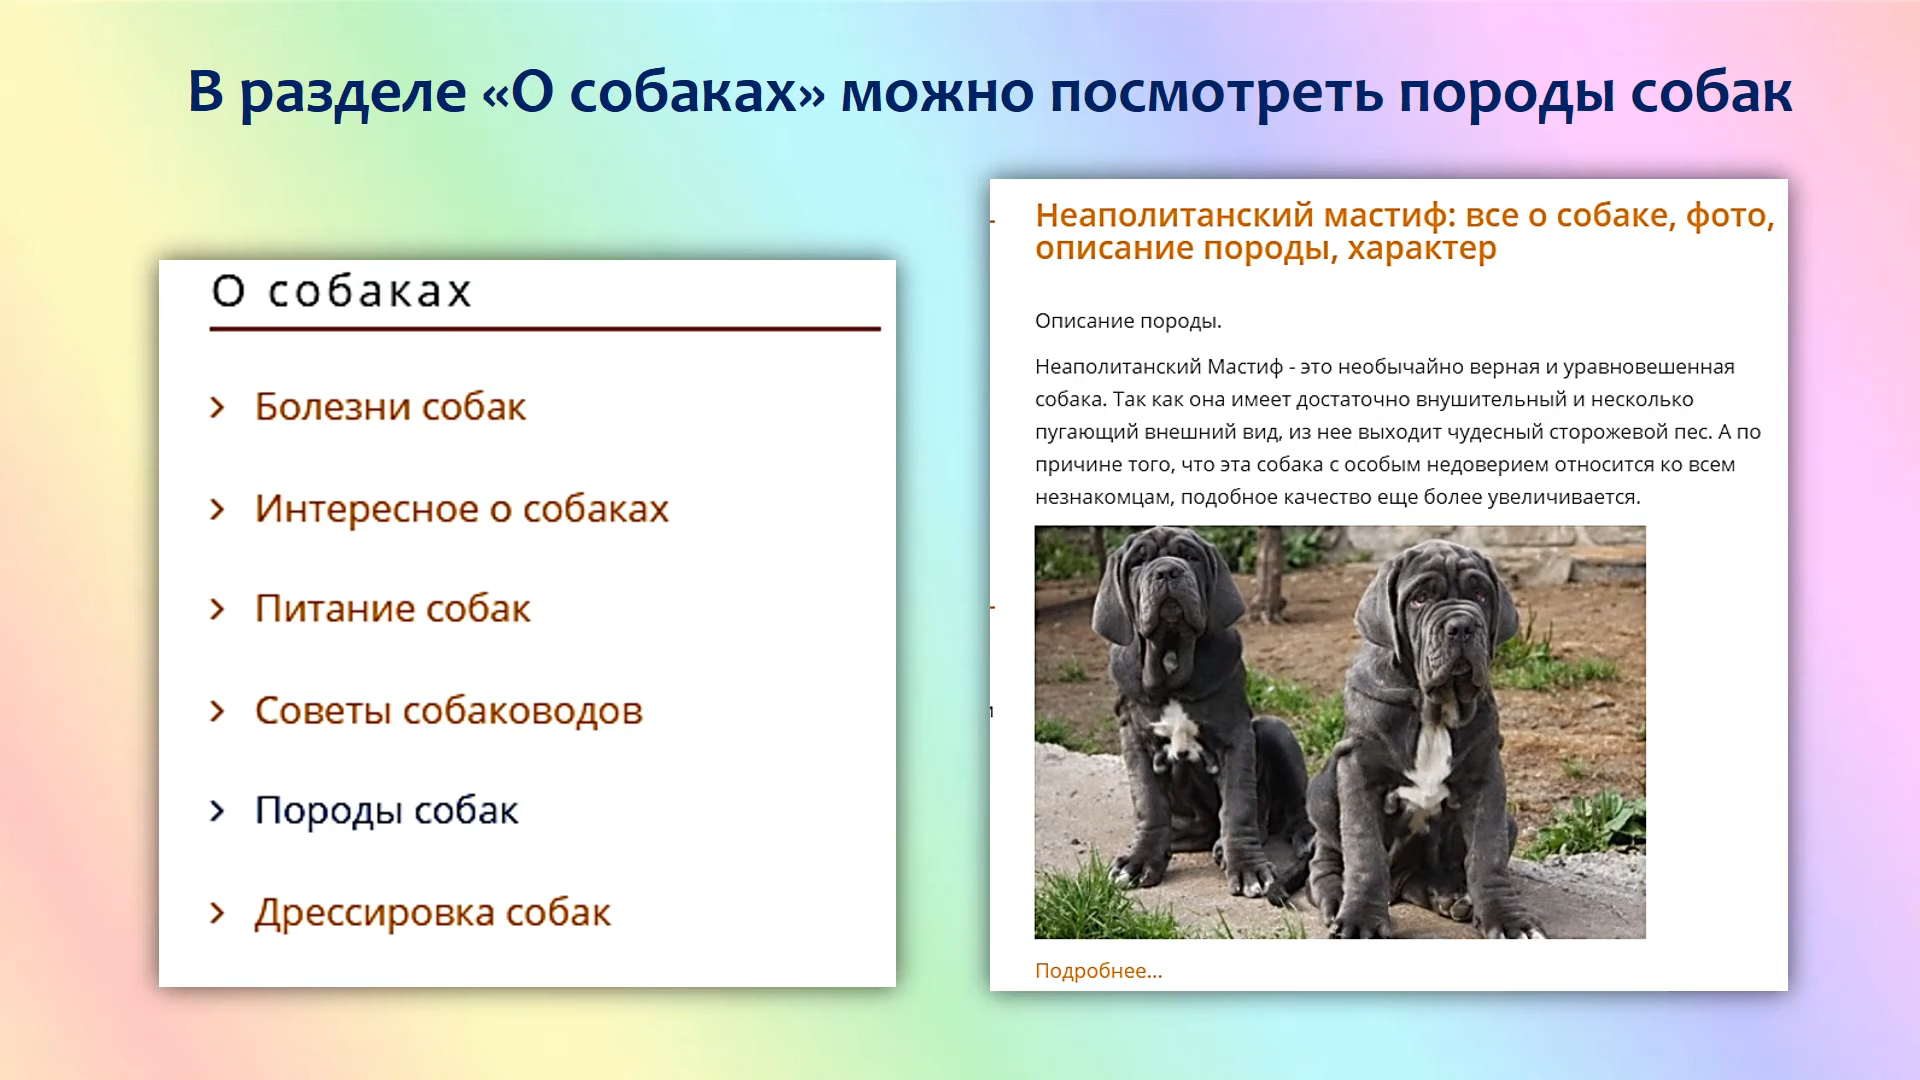 В разделе «О собаках» можно посмотреть породы собак
О собаках
Болезни собак
Интересное о собаках
Питание собак
Советы собаководов
Породы собак
Дрессировка собак
Неаполитанский мастиф: все о собаке, фото,
описание породы, характер
Описание породы.
Неаполитанский Мастиф - это необычайно верная и уравновешенная
собака. Так как она имеет достаточно внушительный и несколько
пугающий внешний вид, из нее выходит чудесный сторожевой пес. А по
причине того, что эта собака с особым недоверием относится ко всем
незнакомцам, подобное качество еще более увеличивается.
Подробнее...